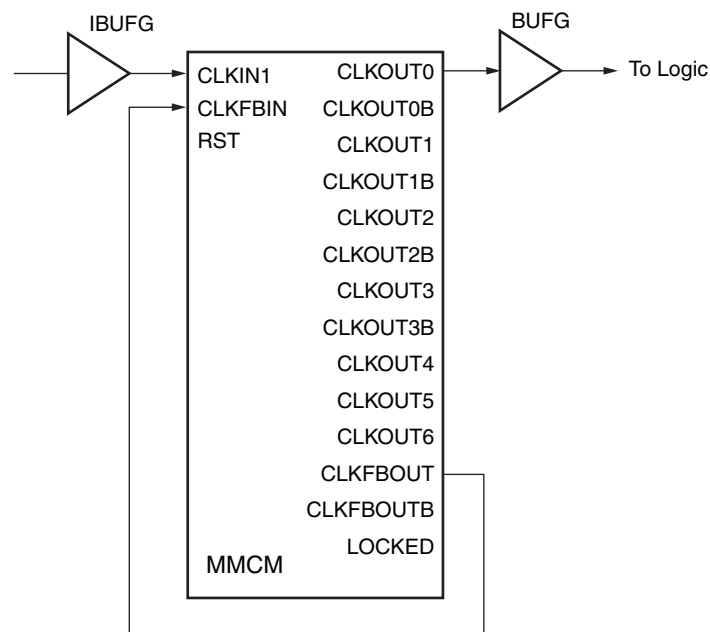 IBUFG
BUFG
CLKIN1
CLKFBIN
RST
CLKOUT0
CLKOUT0B
CLKOUT1
CLKOUT1B
CLKOUT2
CLKOUT2B
CLKOUT3
CLKOUT3B
CLKOUT4
CLKOUT5
CLKOUT6
CLKFBOUT
CLKFBOUTB
LOCKED
MMCM
To Logic